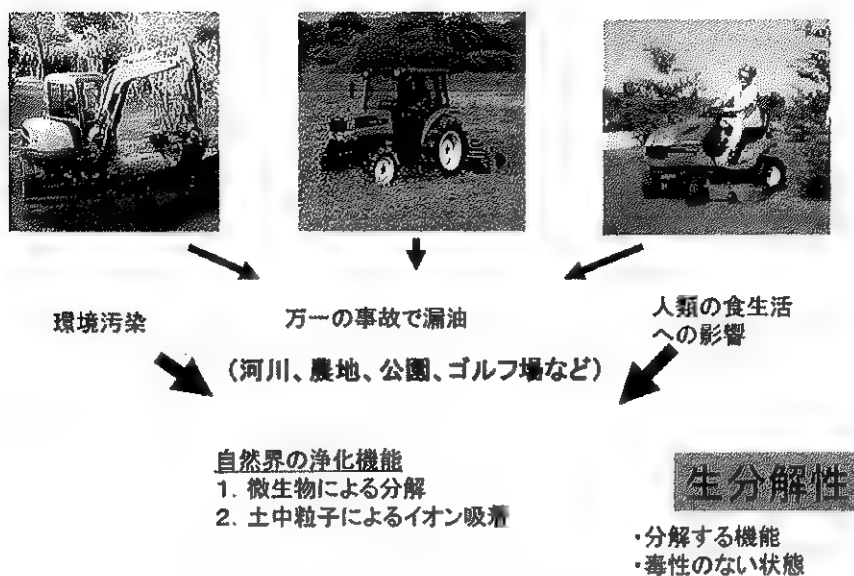 環境汚染
万一の事故で漏油
人類の食生活
への影響
(河川、農地、公園、ゴルフ場など)
自然界の浄化機能
1. 微生物による分解
2. 土中粒子によるイオン吸着
生分解性
・分解する機能
・毒性のない状態